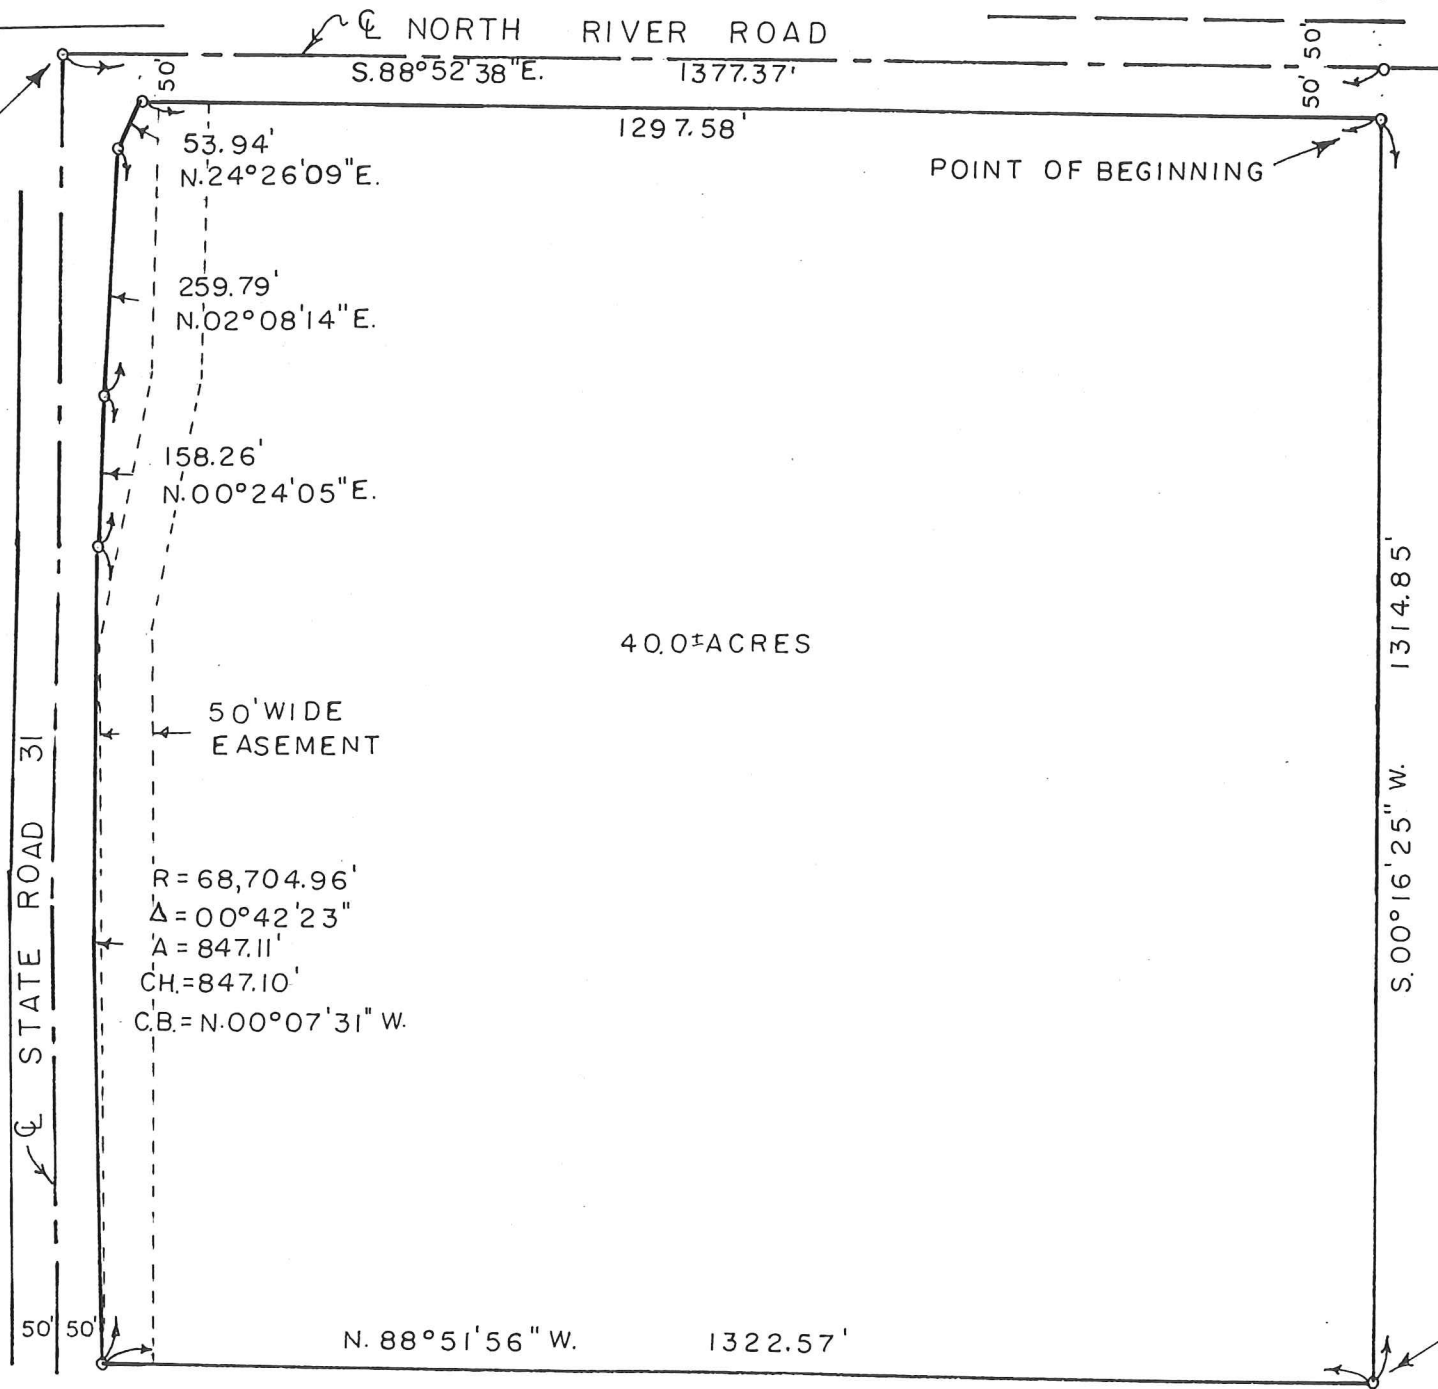 ℄ NORTH RIVER ROAD
S.88°52'38"E. 1377.37'
50'
50' 50'
1297.58'
POINT OF BEGINNING
53.94'
N.24°26'09"E.
259.79'
N.02°08'14"E.
158.26'
N.00°24'05"E.
40.0±ACRES
1314.85'
S.00°16'25" W.
50' WIDE
EASEMENT
℄ STATE ROAD 31
R = 68,704.96'
Δ = 00°42'23"
A = 847.11'
CH.=847.10'
C.B.= N.00°07'31" W.
50' 50'
N. 88°51'56" W. 1322.57'